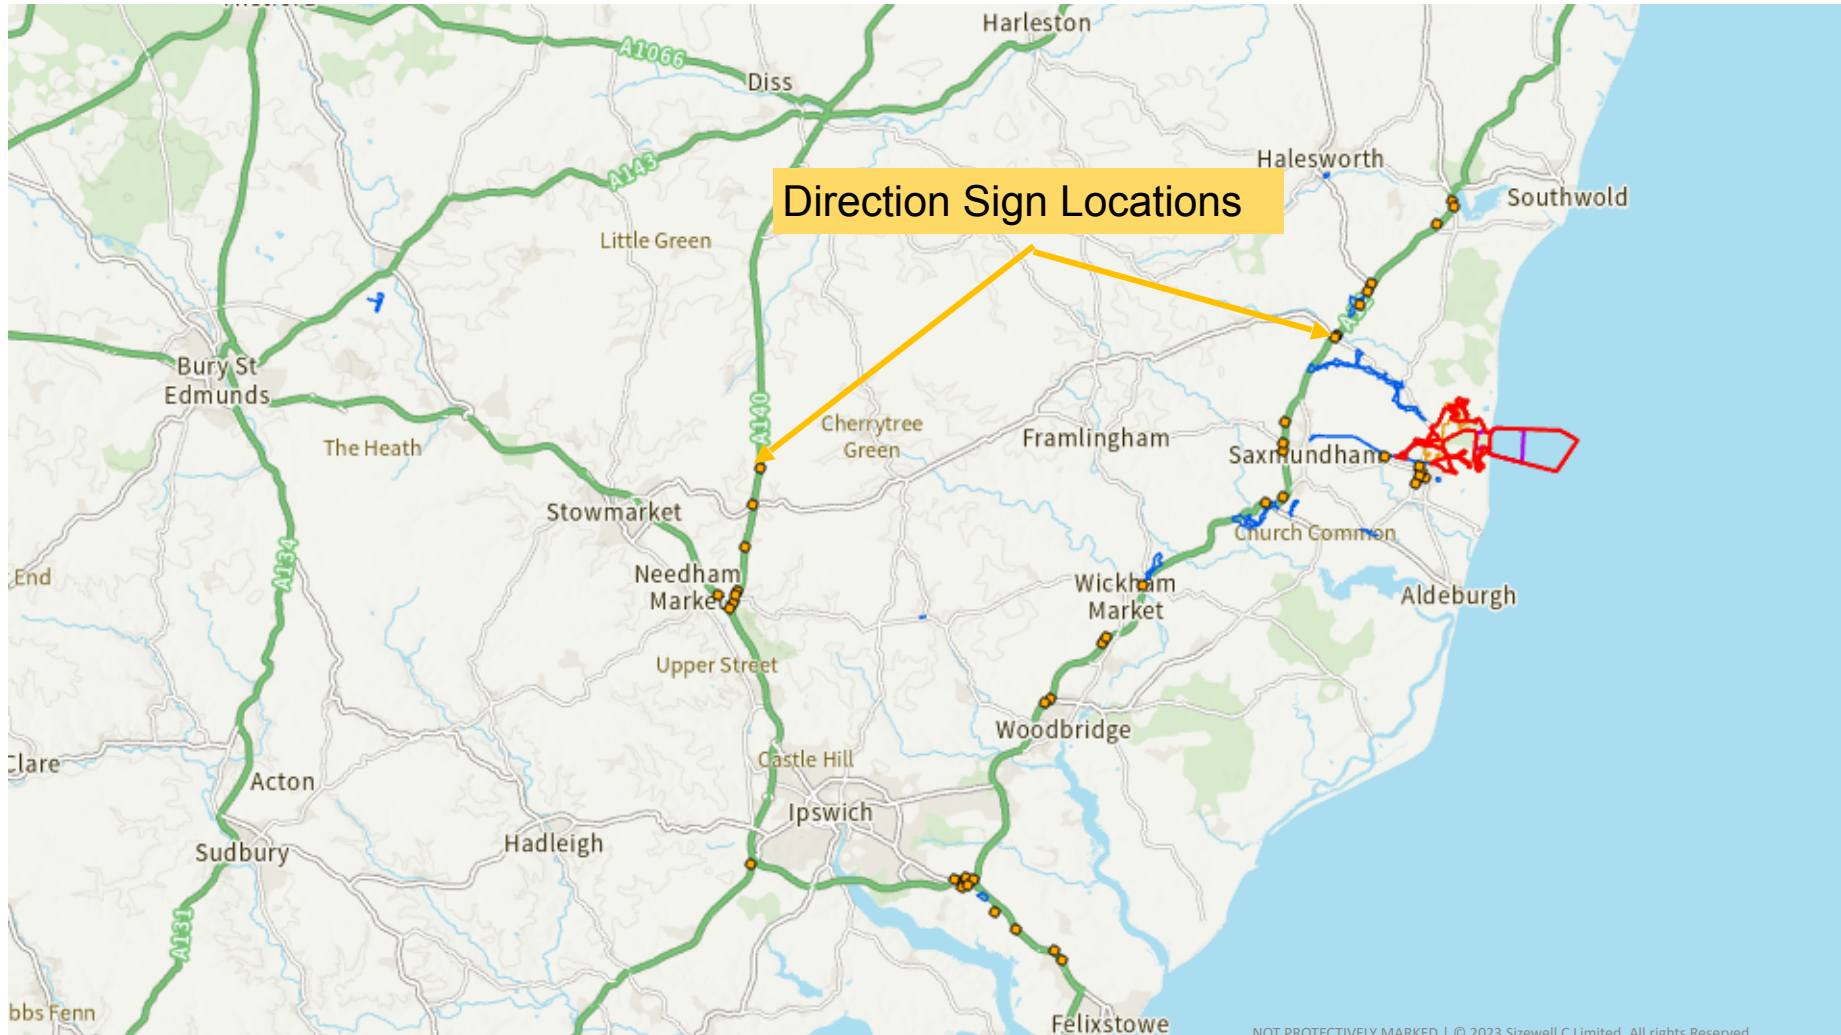 Harleston
A1066
Diss
Halesworth
A143
Southwold
Direction Sign Locations
Little Green
Bury St
Edmunds
A140
Cherrytree
Green
The Heath
Framlingham
Saxmundham
Stowmarket
Church Common
A134
End
Needham
Market
Wickham
Market
Aldeburgh
Upper Street
Woodbridge
Castle Hill
Clare
Acton
Ipswich
Hadleigh
Sudbury
A131
bbs Fenn
Felixstowe
NOT PROTECTIVELY MARKED | © 2023 Sizewell C Limited. All rights Reserved